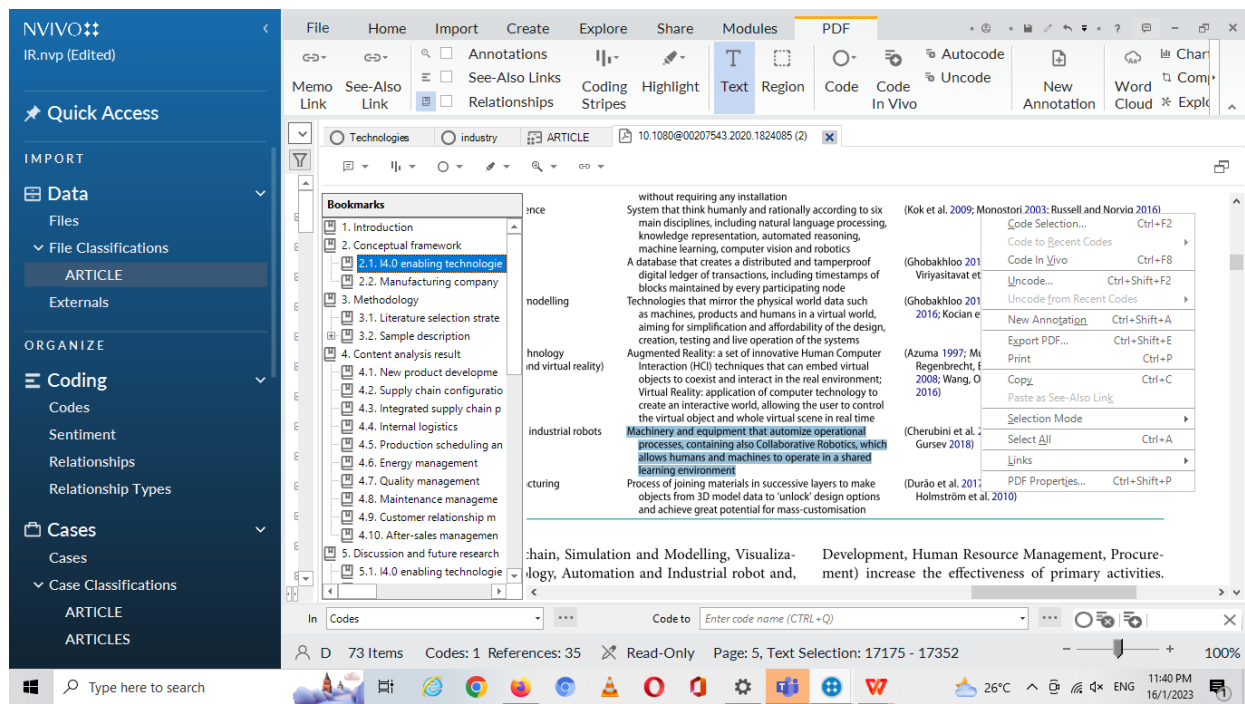 NVIVO
IR.nvp (Edited)
Quick Access
IMPORT
Data
Files
File Classifications
ARTICLE
Externals
ORGANIZE
Coding
Codes
Sentiment
Relationships
Relationship Types
Cases
Cases
Case Classifications
ARTICLE
ARTICLES
File Home Import Create Explore Share Modules PDF
Memo Link
See-Also Link
Annotations
See-Also Links
Relationships
Coding Stripes
Highlight
Text
Region
Code
Code In Vivo
Autocode
Uncode
New Annotation
Word Cloud
Chart
Com
Explo
Technologies
industry
ARTICLE
10.1080@00207543.2020.1824085 (2)
Bookmarks
1. Introduction
2. Conceptual framework
2.1. I4.0 enabling technologie
2.2. Manufacturing company
3. Methodology
3.1. Literature selection strate
3.2. Sample description
4. Content analysis result
4.1. New product developme
4.2. Supply chain configuratio
4.3. Integrated supply chain p
4.4. Internal logistics
4.5. Production scheduling an
4.6. Energy management
4.7. Quality management
4.8. Maintenance manageme
4.9. Customer relationship m
4.10. After-sales managemen
5. Discussion and future research
5.1. I4.0 enabling technologie
without requiring any installation
ence System that think humanly and rationally according to six (Kok et al. 2009; Monostori 2003; Russell and Norvig 2016)
main disciplines, including natural language processing,
knowledge representation, automated reasoning,
machine learning, computer vision and robotics
A database that creates a distributed and tamperproof (Ghobakhloo 201
digital ledger of transactions, including timestamps of Viriyasitavat et
blocks maintained by every participating node
nodelling Technologies that mirror the physical world data such (Ghobakhloo 201
as machines, products and humans in a virtual world, 2016; Kocian e
aiming for simplification and affordability of the design,
creation, testing and live operation of the systems
hnology Augmented Reality: a set of innovative Human Computer (Azuma 1997; Mu
nd virtual reality) Interaction (HCI) techniques that can embed virtual Regenbrecht, B
objects to coexist and interact in the real environment; 2008; Wang, O
Virtual Reality: application of computer technology to 2016)
create an interactive world, allowing the user to control
the virtual object and whole virtual scene in real time
industrial robots Machinery and equipment that automize operational (Cherubini et al. 2
processes, containing also Collaborative Robotics, which Gursev 2018)
allows humans and machines to operate in a shared
learning environment
cturing Process of joining materials in successive layers to make (Durão et al. 2017
objects from 3D model data to 'unlock' design options Holmström et al. 2010)
and achieve great potential for mass-customisation
chain, Simulation and Modelling, Visualiza-
logy, Automation and Industrial robot and,
Development, Human Resource Management, Procure-
ment) increase the effectiveness of primary activities.
Code Selection... Ctrl+F2
Code to Recent Codes
Code In Vivo Ctrl+F8
Uncode... Ctrl+Shift+F2
Uncode from Recent Codes
New Annotation Ctrl+Shift+A
Export PDF... Ctrl+Shift+E
Print Ctrl+P
Copy Ctrl+C
Paste as See-Also Link
Selection Mode
Select All Ctrl+A
Links
PDF Properties... Ctrl+Shift+P
In Codes Code to Enter code name (CTRL+Q)
D 73 Items Codes: 1 References: 35 Read-Only Page: 5, Text Selection: 17175 - 17352 100%
Type here to search
26°C ENG 11:40 PM
16/1/2023